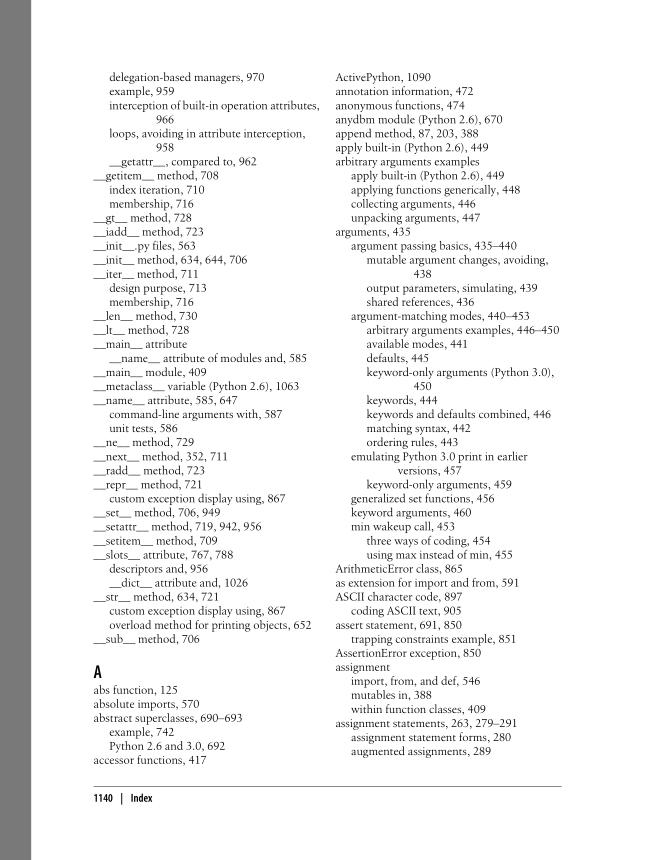 delegation-based managers, 970
example, 959
interception of built-in operation attributes,
966
loops, avoiding in attribute interception,
958
__getattr__, compared to, 962
__getitem__ method, 708
index iteration, 710
membership, 716
__gt__ method, 728
__iadd__ method, 723
__init__.py files, 563
__init__ method, 634, 644, 706
__iter__ method, 711
design purpose, 713
membership, 716
__len__ method, 730
__lt__ method, 728
__main__ attribute
__name__ attribute of modules and, 585
__main__ module, 409
__metaclass__ variable (Python 2.6), 1063
__name__ attribute, 585, 647
command-line arguments with, 587
unit tests, 586
__ne__ method, 729
__next__ method, 352, 711
__radd__ method, 723
__repr__ method, 721
custom exception display using, 867
__set__ method, 706, 949
__setattr__ method, 719, 942, 956
__setitem__ method, 709
__slots__ attribute, 767, 788
descriptors and, 956
__dict__ attribute and, 1026
__str__ method, 634, 721
custom exception display using, 867
overload method for printing objects, 652
__sub__ method, 706
A
abs function, 125
absolute imports, 570
abstract superclasses, 690–693
example, 742
Python 2.6 and 3.0, 692
accessor functions, 417
ActivePython, 1090
annotation information, 472
anonymous functions, 474
anydbm module (Python 2.6), 670
append method, 87, 203, 388
apply built-in (Python 2.6), 449
arbitrary arguments examples
apply built-in (Python 2.6), 449
applying functions generically, 448
collecting arguments, 446
unpacking arguments, 447
arguments, 435
argument passing basics, 435–440
mutable argument changes, avoiding,
438
output parameters, simulating, 439
shared references, 436
argument-matching modes, 440–453
arbitrary arguments examples, 446–450
available modes, 441
defaults, 445
keyword-only arguments (Python 3.0),
450
keywords, 444
keywords and defaults combined, 446
matching syntax, 442
ordering rules, 443
emulating Python 3.0 print in earlier
versions, 457
keyword-only arguments, 459
generalized set functions, 456
keyword arguments, 460
min wakeup call, 453
three ways of coding, 454
using max instead of min, 455
ArithmeticError class, 865
as extension for import and from, 591
ASCII character code, 897
coding ASCII text, 905
assert statement, 691, 850
trapping constraints example, 851
AssertionError exception, 850
assignment
import, from, and def, 546
mutables in, 388
within function classes, 409
assignment statements, 263, 279–291
assignment statement forms, 280
augmented assignments, 289
1140 | Index